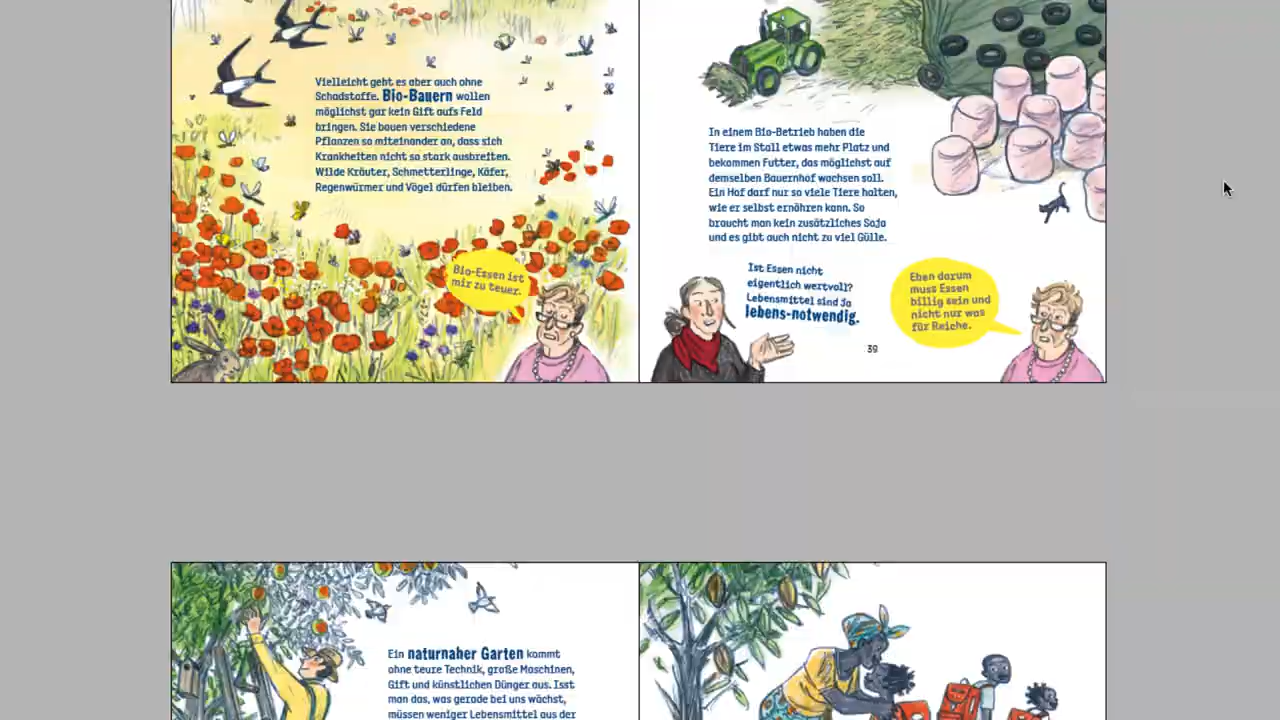 Vielleicht geht es aber auch ohne
Schadstoffe. Bio-Bauern wollen
möglichst gar kein Gift aufs Feld
bringen. Sie bauen verschiedene
Pflanzen so miteinander an, dass sich
Krankheiten nicht so stark ausbreiten.
Wilde Kräuter, Schmetterlinge, Käfer,
Regenwürmer und Vögel dürfen bleiben.
Bio-Essen ist
mir zu teuer.
In einem Bio-Betrieb haben die
Tiere im Stall etwas mehr Platz und
bekommen Futter, das möglichst auf
demselben Bauernhof wachsen soll.
Ein Hof darf nur so viele Tiere halten,
wie er selbst ernähren kann. So
braucht man kein zusätzliches Soja
und es gibt auch nicht zu viel Gülle.
Ist Essen nicht
eigentlich wertvoll?
Lebensmittel sind ja
lebens-notwendig.
Eben darum
muss Essen
billig sein und
nicht nur was
für Reiche.
39
Ein naturnaher Garten kommt
ohne teure Technik, große Maschinen,
Gift und künstlichen Dünger aus. Isst
man das, was gerade bei uns wächst,
müssen weniger Lebensmittel aus der